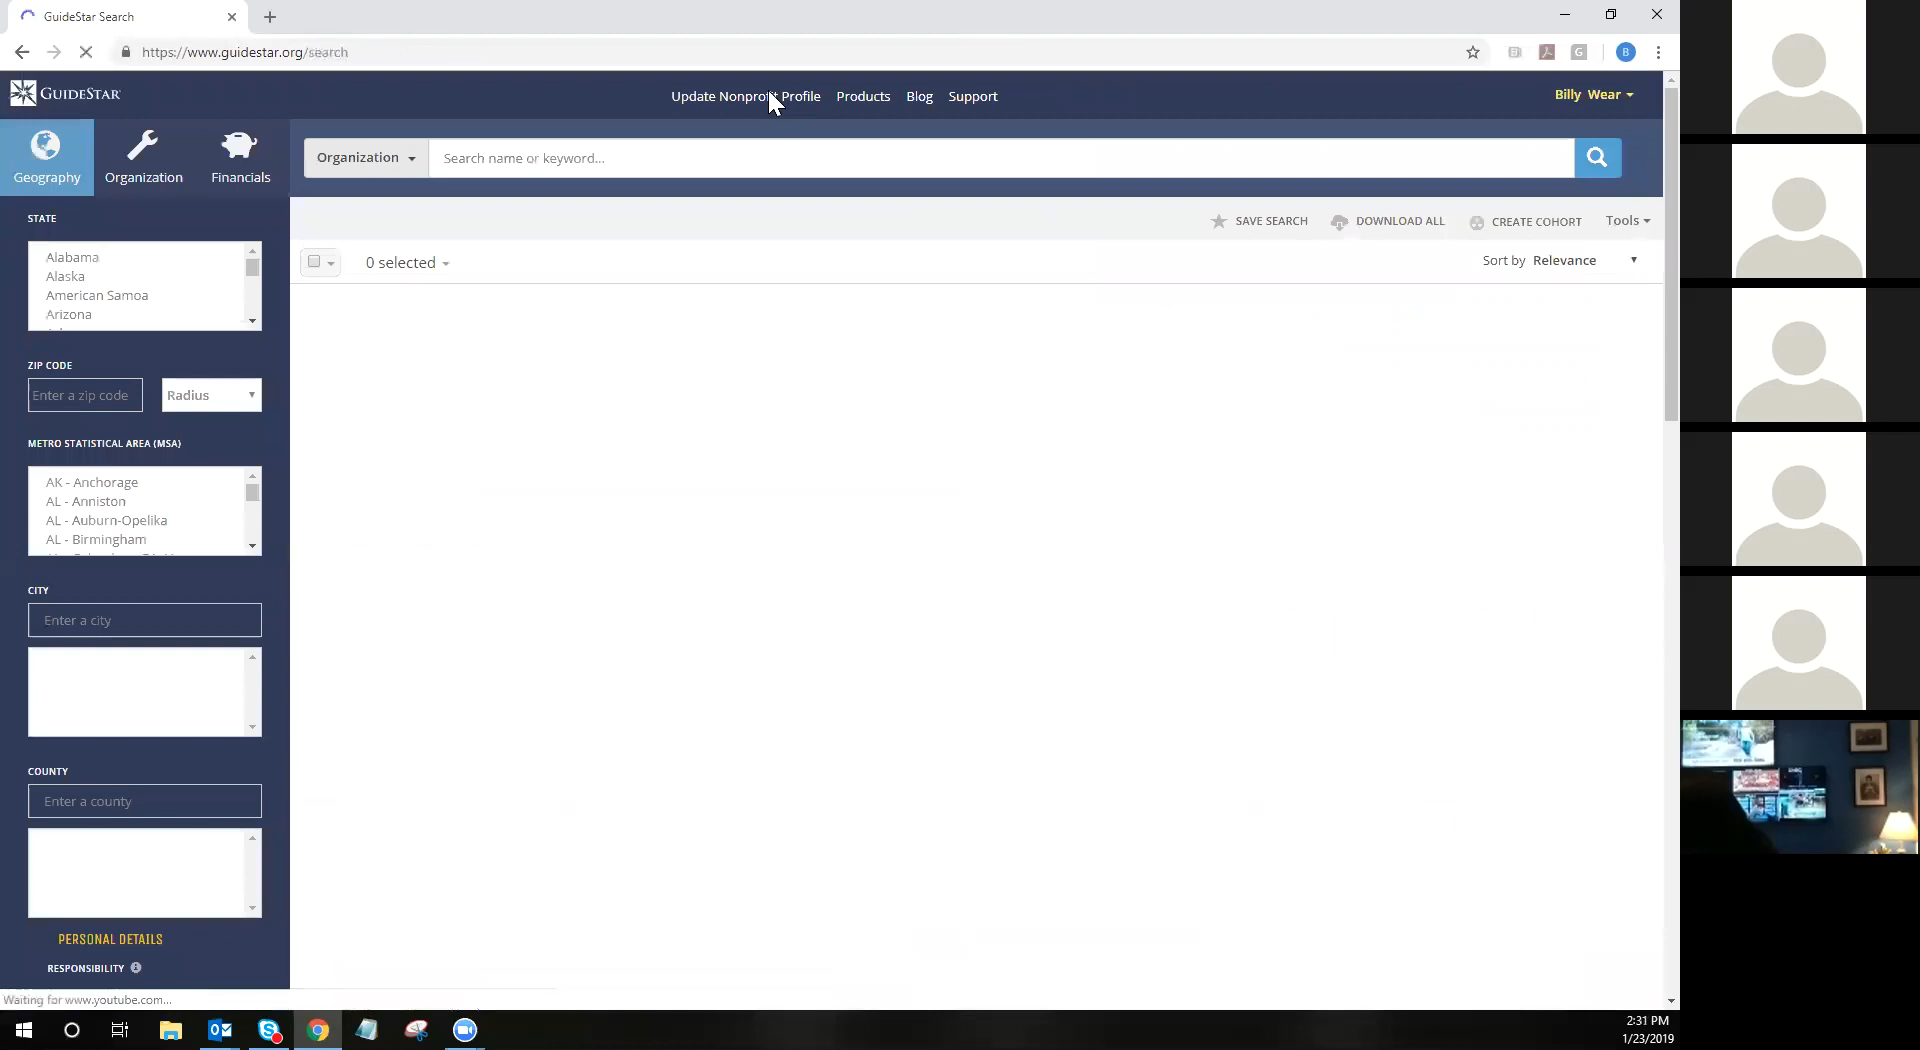 GuideStar Search
https://www.guidestar.org/search
B
GUIDESTAR
Update Nonprofit Profile
Products
Blog
Support
Billy Wear
Geography
Organization
Financials
Organization
Search name or keyword...
SAVE SEARCH
DOWNLOAD ALL
CREATE COHORT
Tools
0 selected
Sort by Relevance
STATE
Alabama
Alaska
American Samoa
Arizona
ZIP CODE
Enter a zip code
Radius
METRO STATISTICAL AREA (MSA)
AK - Anchorage
AL - Anniston
AL - Auburn-Opelika
AL - Birmingham
CITY
Enter a city
COUNTY
Enter a county
PERSONAL DETAILS
RESPONSIBILITY
Waiting for www.youtube.com...
2:31 PM
1/23/2019